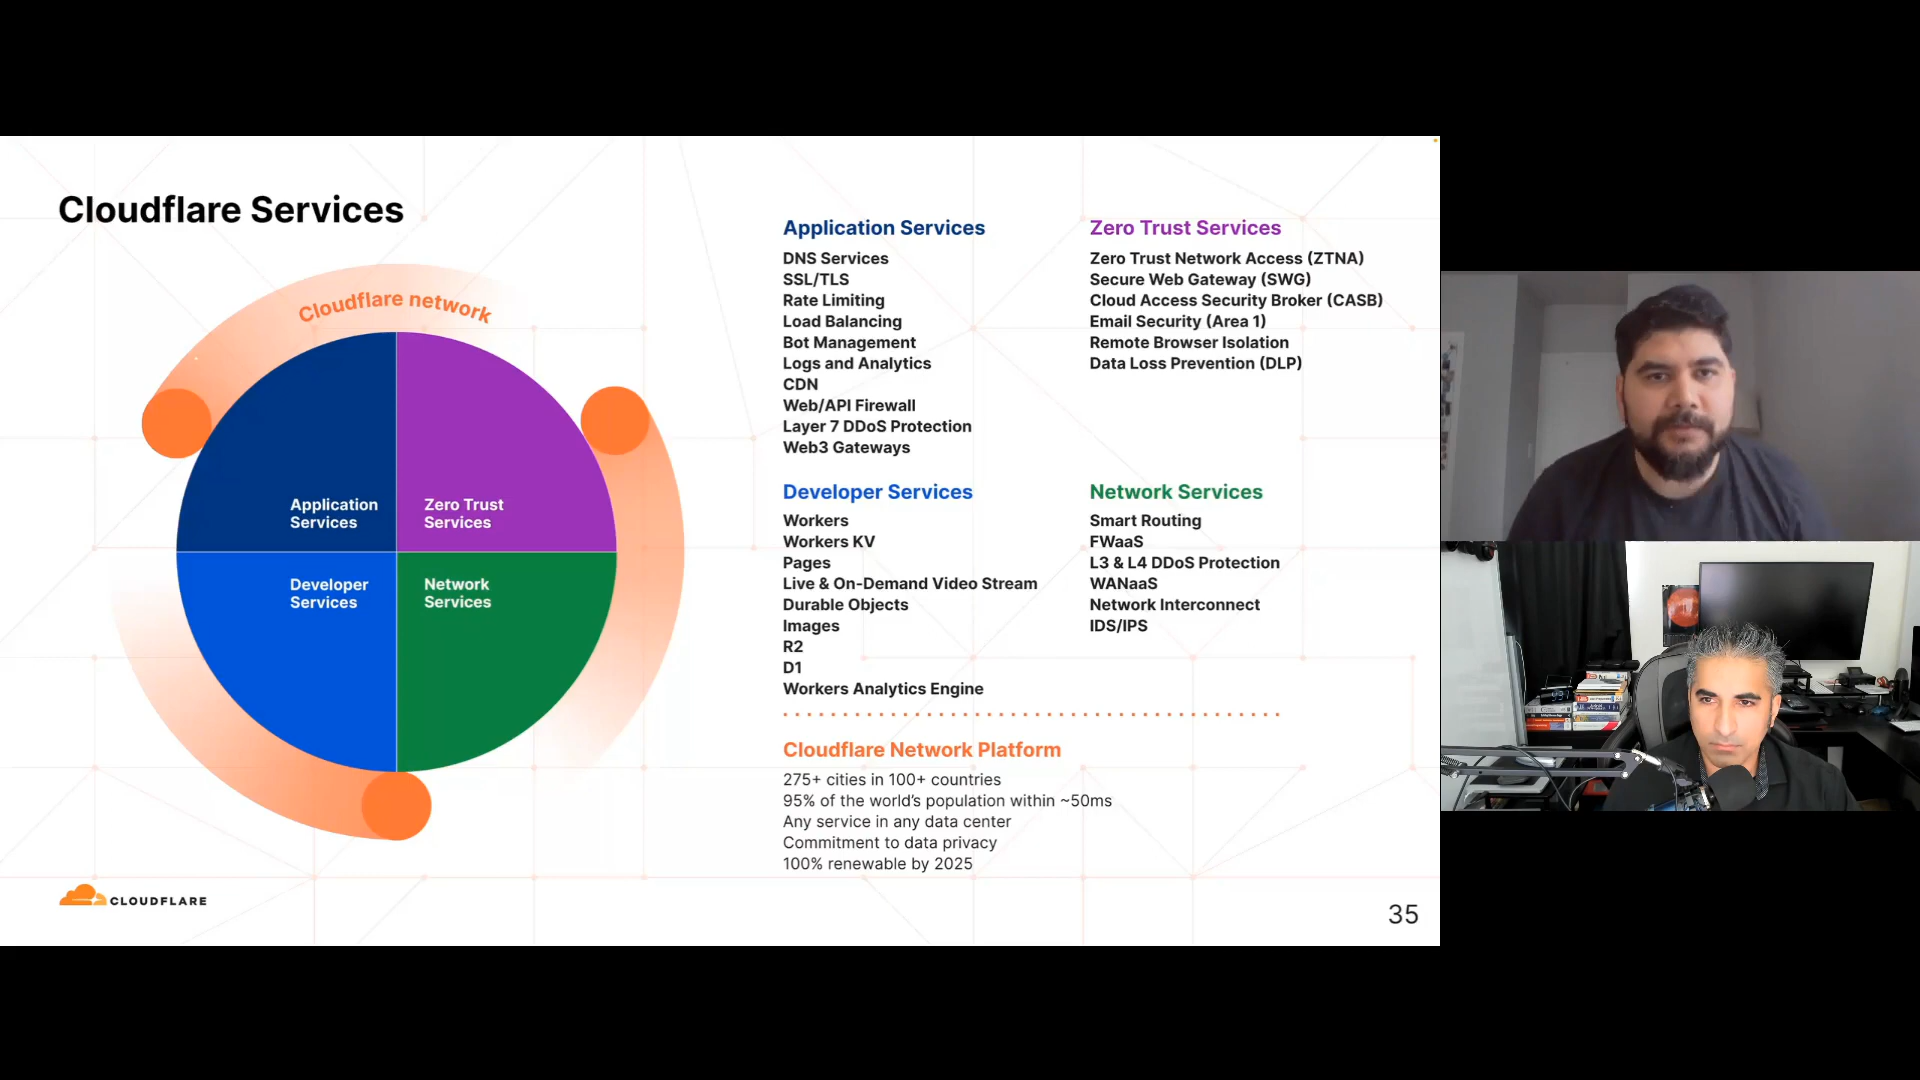 Cloudflare Services
Cloudflare network
Application
Services
Zero Trust
Services
Developer
Services
Network
Services
Application Services
DNS Services
SSL/TLS
Rate Limiting
Load Balancing
Bot Management
Logs and Analytics
CDN
Web/API Firewall
Layer 7 DDoS Protection
Web3 Gateways
Zero Trust Services
Zero Trust Network Access (ZTNA)
Secure Web Gateway (SWG)
Cloud Access Security Broker (CASB)
Email Security (Area 1)
Remote Browser Isolation
Data Loss Prevention (DLP)
Developer Services
Workers
Workers KV
Pages
Live & On-Demand Video Stream
Durable Objects
Images
R2
D1
Workers Analytics Engine
Network Services
Smart Routing
FWaaS
L3 & L4 DDoS Protection
WANaaS
Network Interconnect
IDS/IPS
Cloudflare Network Platform
275+ cities in 100+ countries
95% of the world’s population within ~50ms
Any service in any data center
Commitment to data privacy
100% renewable by 2025
CLOUDFLARE
35